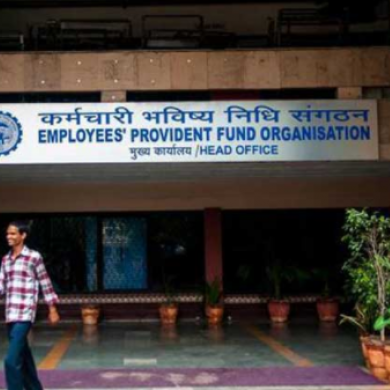 कर्मचारी भविष्य निधि संगठन
EMPLOYEES' PROVIDENT FUND ORGANISATION
मुख्य कार्यालय /HEAD OFFICE